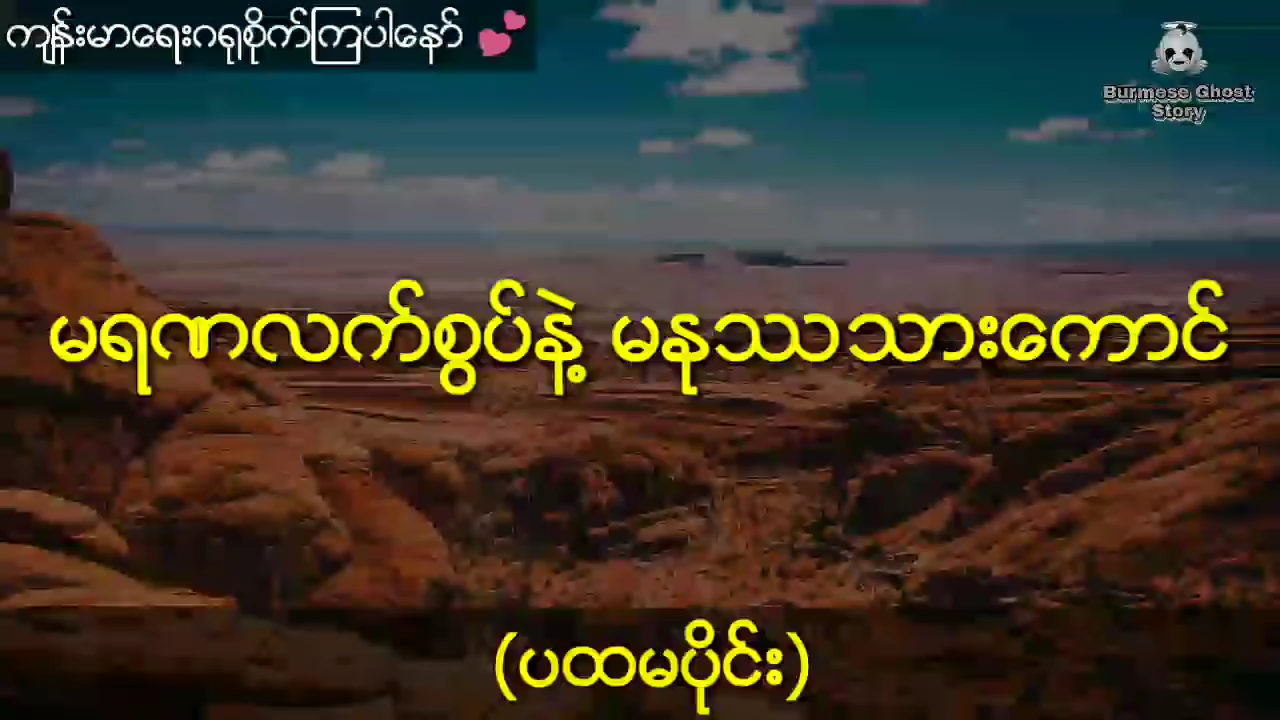 ကျန်းမာရေးဂရုစိုက်ကြပါနော် 💕
Burmese Ghost
Story
မရဏလက်စွပ်နဲ့ မနုဿသားကောင်
(ပထမပိုင်း)